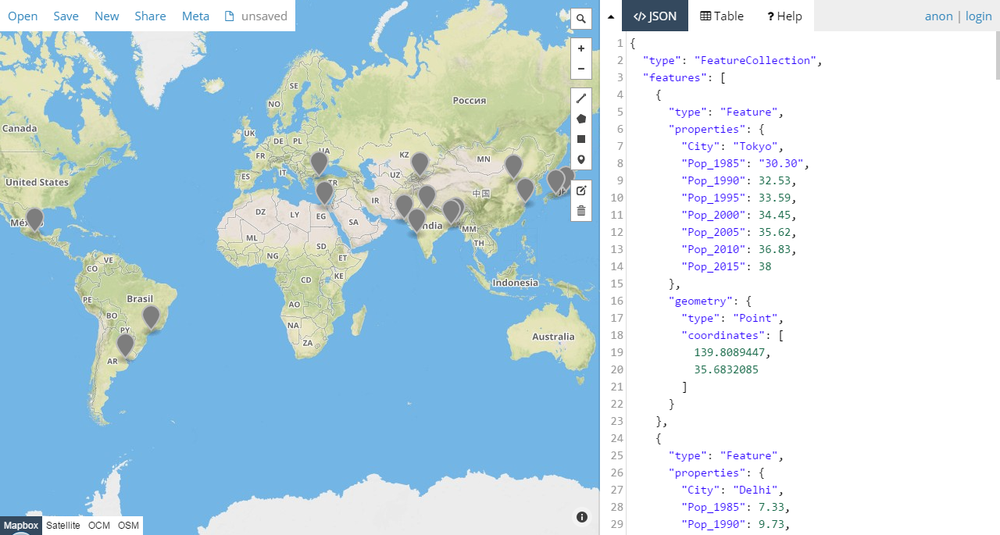 Open Save New Share Meta unsaved
</> JSON Table ? Help anon | login
Россия
SE
NO
Canada
UK
DE PL
UA
KZ
MN
FR
IT
ES
UZ
TR
United States
中国
IR
DZ LY EG
SA
India
ML
MM
NG
SD
TH
ET
VE
CO
KE
CD
Indonesia
PE
Brasil
AO
BO
NA
PY
Australia
ZA
AR
Mapbox Satellite OCM OSM
1 {
2 "type": "FeatureCollection",
3 "features": [
4 {
5 "type": "Feature",
6 "properties": {
7 "City": "Tokyo",
8 "Pop_1985": "30.30",
9 "Pop_1990": 32.53,
10 "Pop_1995": 33.59,
11 "Pop_2000": 34.45,
12 "Pop_2005": 35.62,
13 "Pop_2010": 36.83,
14 "Pop_2015": 38
15 },
16 "geometry": {
17 "type": "Point",
18 "coordinates": [
19 139.8089447,
20 35.6832085
21 ]
22 }
23 },
24 {
25 "type": "Feature",
26 "properties": {
27 "City": "Delhi",
28 "Pop_1985": 7.33,
29 "Pop_1990": 9.73,